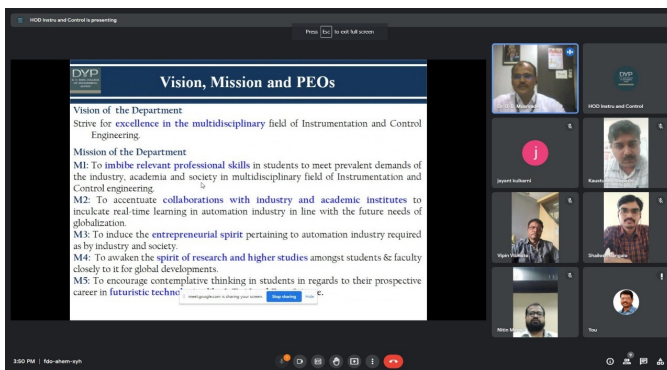 HOD Instru and Control is presenting
Press Esc to exit full screen
DYP
Vision, Mission and PEOs
Vision of the Department
Strive for excellence in the multidisciplinary field of Instrumentation and Control
Engineering.
Mission of the Department
M1: To imbibe relevant professional skills in students to meet prevalent demands of
the industry, academia and society in multidisciplinary field of Instrumentation and
Control engineering.
M2: To accentuate collaborations with industry and academic institutes to
inculcate real-time learning in automation industry in line with the future needs of
globalization.
M3: To induce the entrepreneurial spirit pertaining to automation industry required
as by industry and society.
M4: To awaken the spirit of research and higher studies amongst students & faculty
closely to it for global developments.
M5: To encourage contemplative thinking in students in regards to their prospective
career in futuristic
meet.google.com is sharing your screen
Stop sharing
Hide
DYP
HOD Instru and Control
j
jayant kulkarni
Vipin
Nitin
You
3:50 PM | fdo-ahem-xyh